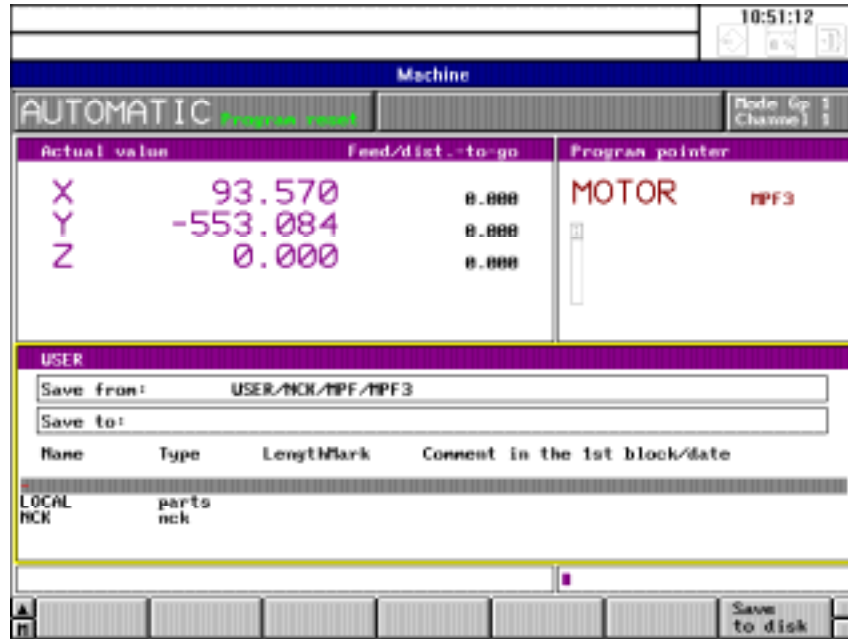 10:51:12
0 %
Machine
AUTOMATIC Program reset
Mode Gp 1
Channel 1
Actual value Feed/dist.-to-go Program pointer
X 93.570 0.000 MOTOR MPF3
Y -553.084 0.000
Z 0.000 0.000
USER
Save from: USER/NCK/MPF/MPF3
Save to:
Name Type LengthMark Comment in the 1st block/date
LOCAL parts
NCK nck
M
Save
to disk